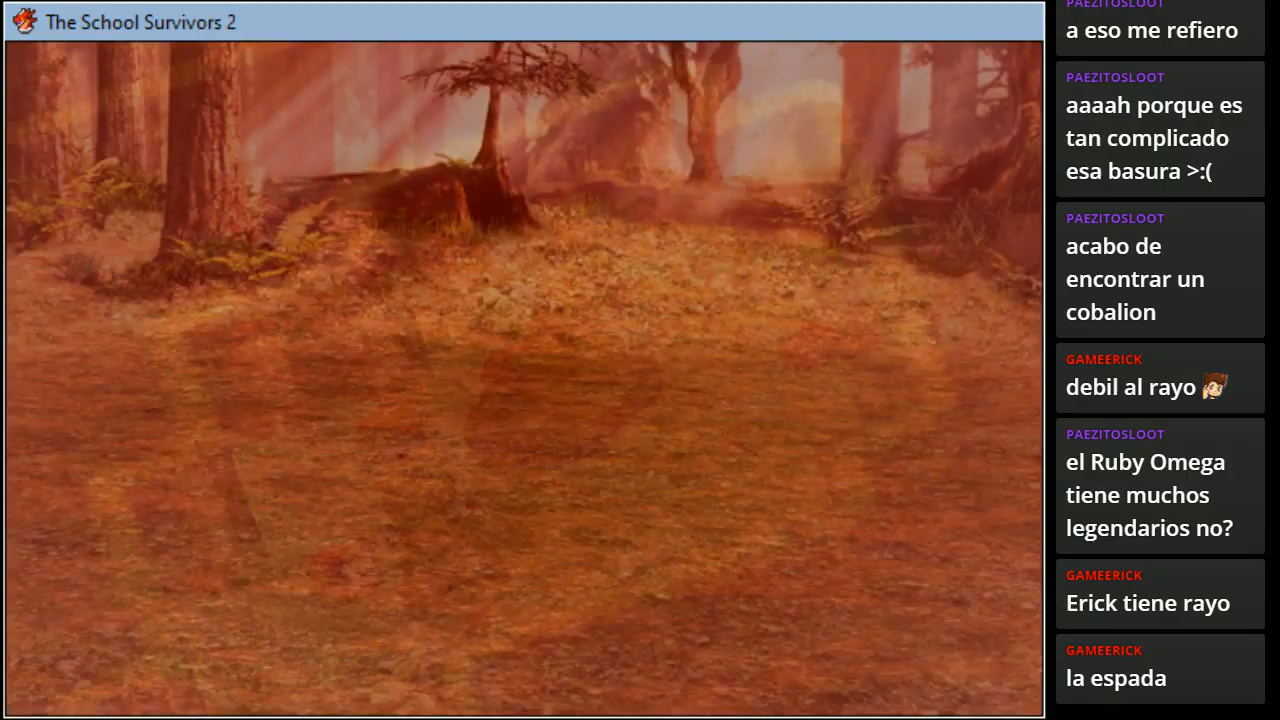 The School Survivors 2
PAEZITOSLOOT
a eso me refiero
PAEZITOSLOOT
aaaah porque es
tan complicado
esa basura >:(
PAEZITOSLOOT
acabo de
encontrar un
cobalion
GAMEERICK
debil al rayo
PAEZITOSLOOT
el Ruby Omega
tiene muchos
legendarios no?
GAMEERICK
Erick tiene rayo
GAMEERICK
la espada